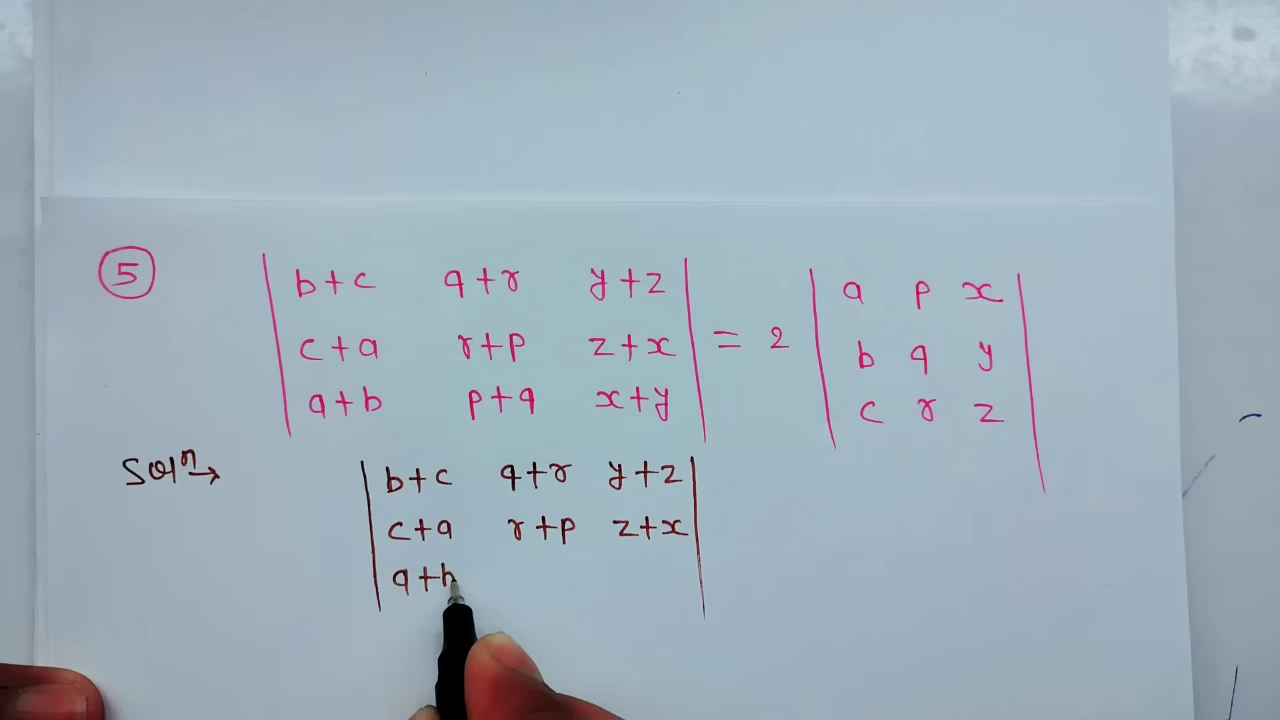 5
b+c q+r y+z
c+a r+p z+x
a+b p+q x+y
= 2
a p x
b q y
c r z
Solⁿ→
b+c q+r y+z
c+a r+p z+x
a+b